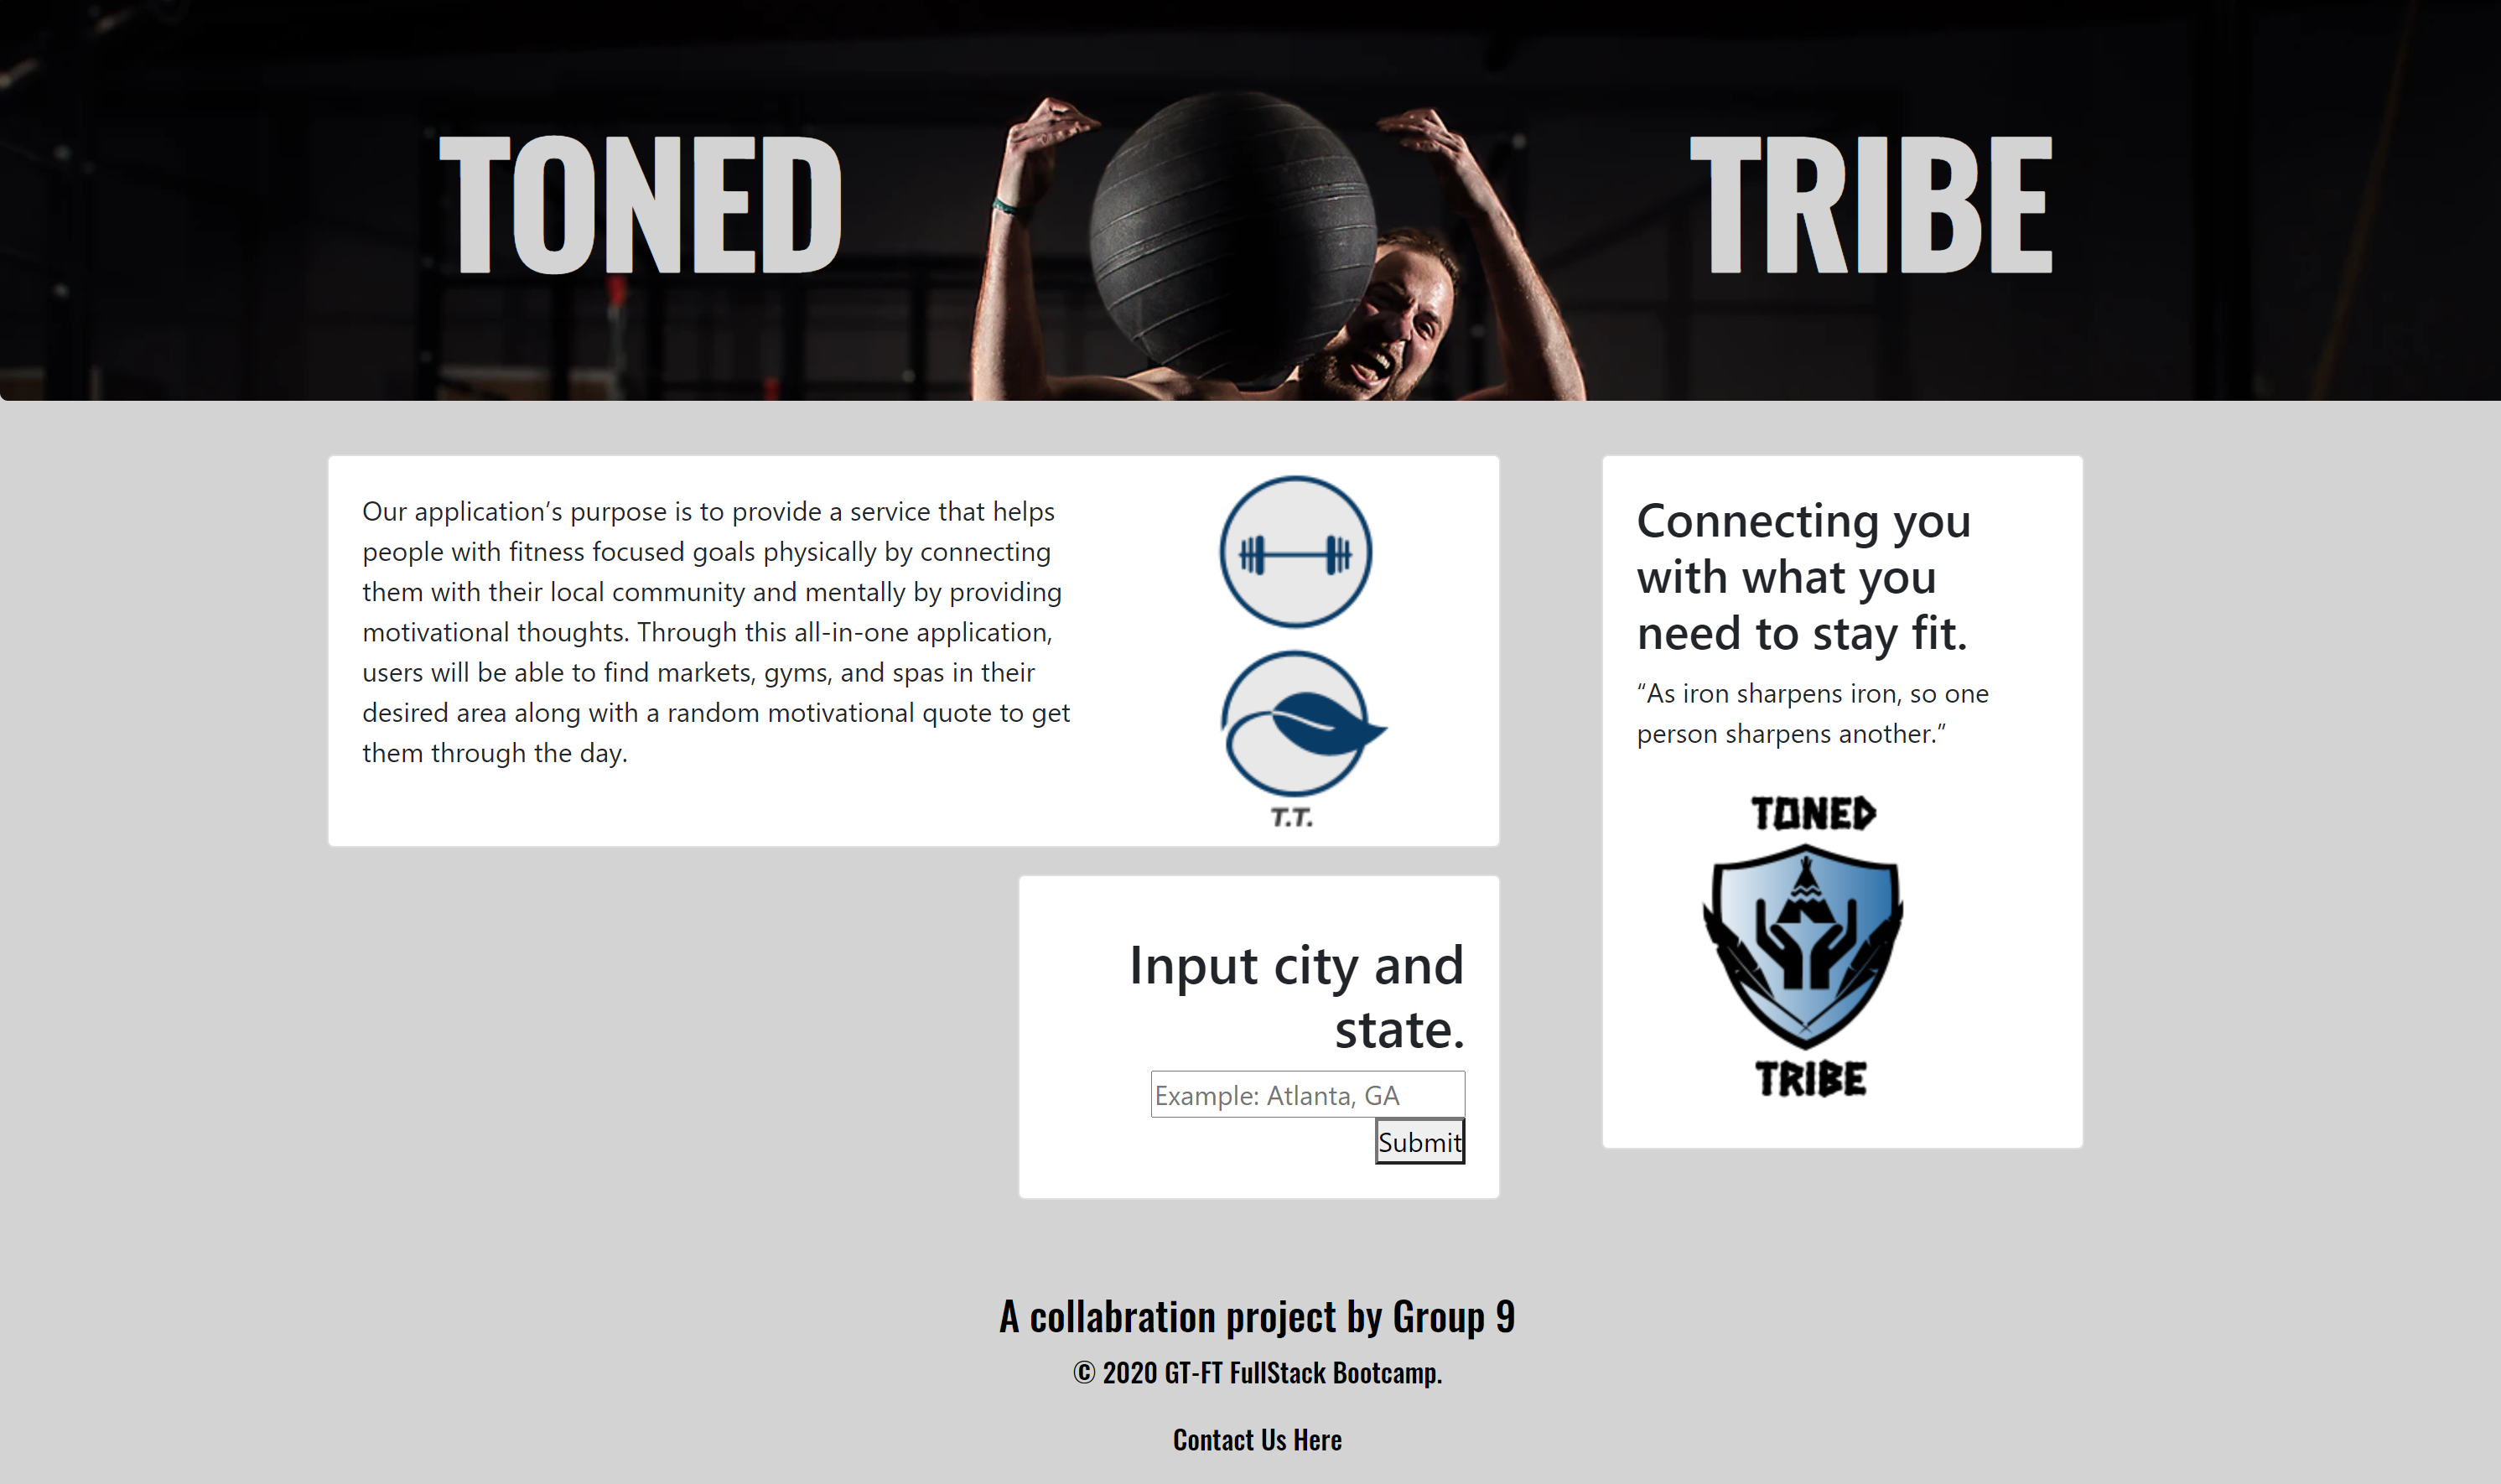 TONED TRIBE
Our application’s purpose is to provide a service that helps
people with fitness focused goals physically by connecting
them with their local community and mentally by providing
motivational thoughts. Through this all-in-one application,
users will be able to find markets, gyms, and spas in their
desired area along with a random motivational quote to get
them through the day.
T.T.
Connecting you
with what you
need to stay fit.
“As iron sharpens iron, so one
person sharpens another.”
TONED
TRIBE
Input city and
state.
Example: Atlanta, GA
Submit
A collabration project by Group 9
© 2020 GT-FT FullStack Bootcamp.
Contact Us Here